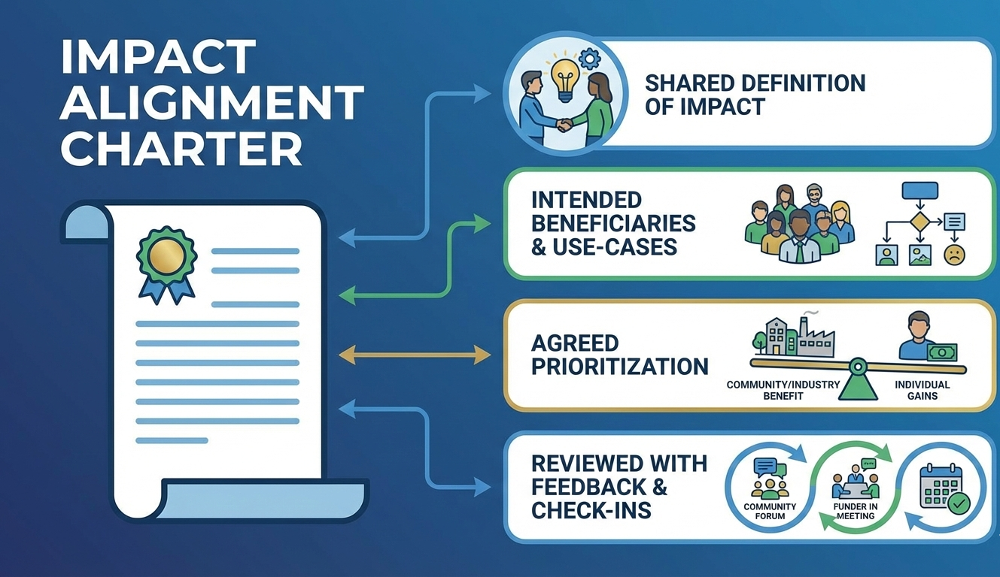 IMPACT
ALIGNMENT
CHARTER
SHARED DEFINITION
OF IMPACT
INTENDED
BENEFICIARIES
& USE-CASES
AGREED
PRIORITIZATION
COMMUNITY/INDUSTRY
BENEFIT
INDIVIDUAL
GAINS
REVIEWED WITH
FEEDBACK &
CHECK-INS
COMMUNITY
FORUM
FUNDER IN
MEETING